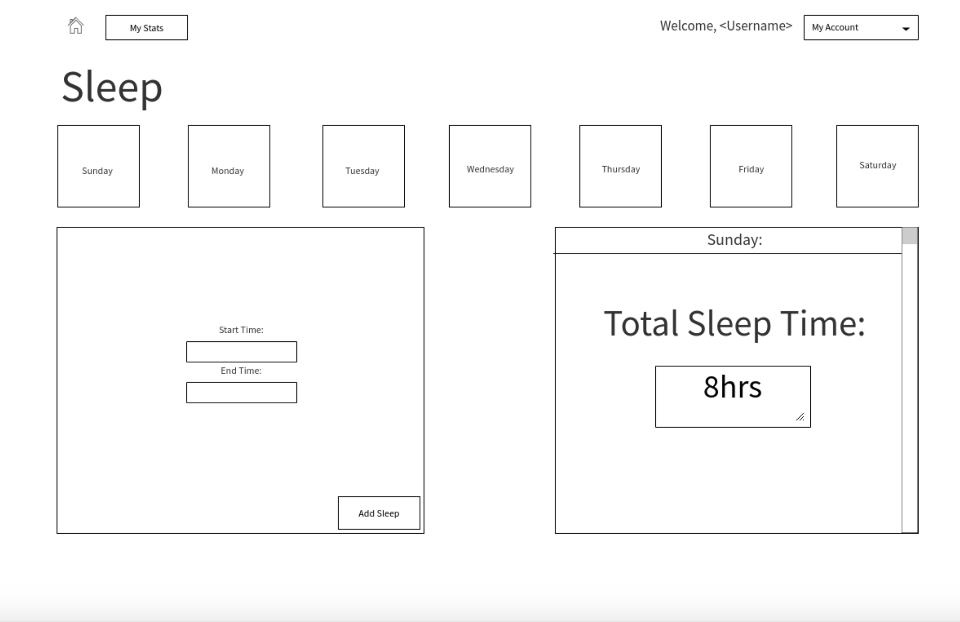 My Stats
Welcome, <Username>
My Account
Sleep
Sunday
Monday
Tuesday
Wednesday
Thursday
Friday
Saturday
Start Time:
End Time:
Add Sleep
Sunday:
Total Sleep Time:
8hrs